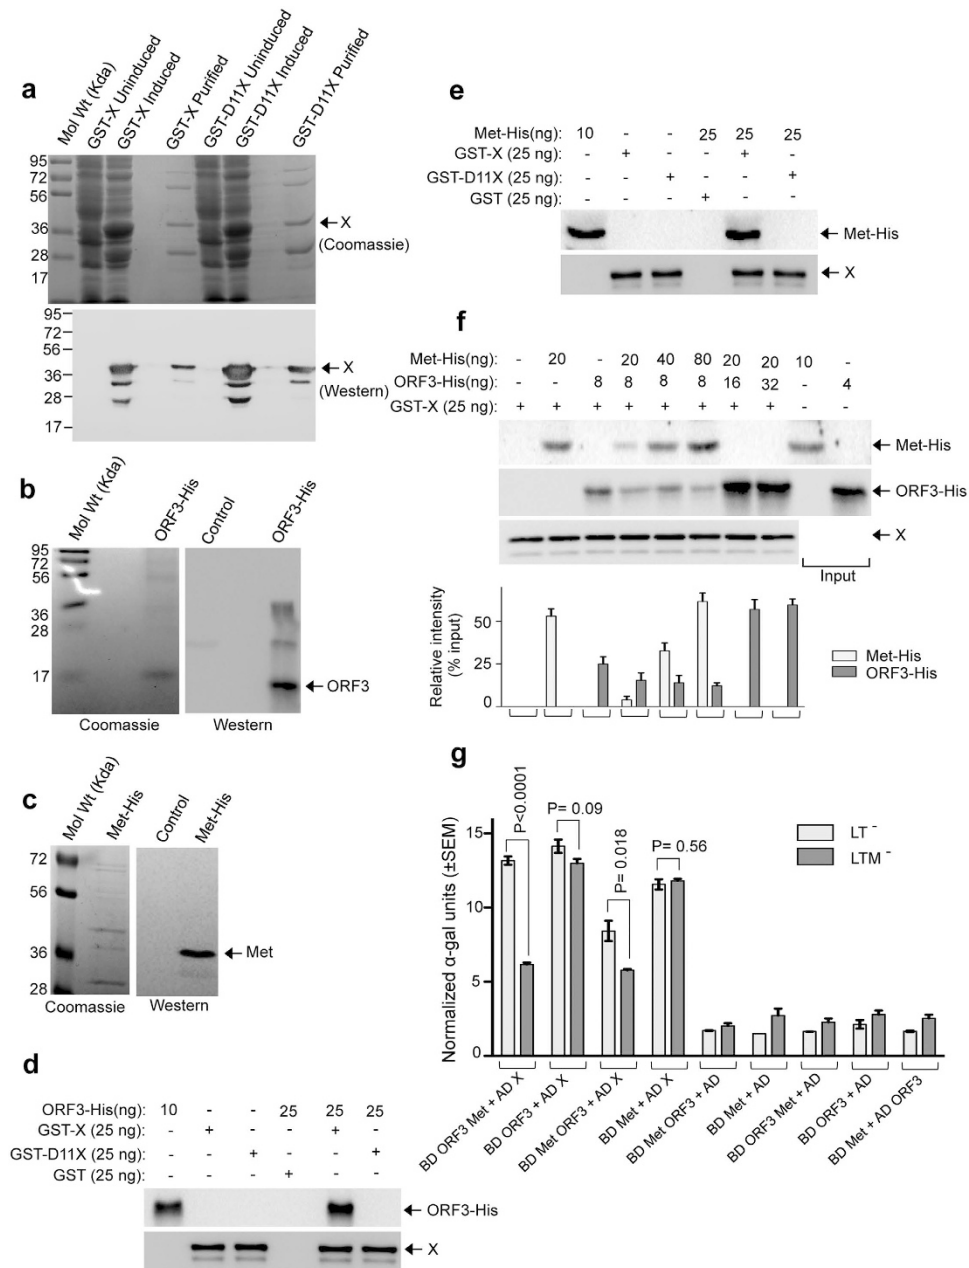 a
Mol Wt (Kda)
GST-X Uninduced
GST-X Induced
GST-X Purified
GST-D11X Uninduced
GST-D11X Induced
GST-D11X Purified
95
72
56
36
28
17
X
(Coomassie)
95
72
56
36
28
17
X
(Western)
b
Mol Wt (Kda)
ORF3-His
Control
ORF3-His
95
72
56
36
28
17
ORF3
Coomassie
Western
c
Mol Wt (Kda)
Met-His
Control
Met-His
72
56
36
28
Met
Coomassie
Western
d
ORF3-His(ng): 10 - - 25 25 25
GST-X (25 ng): - + - - + -
GST-D11X (25 ng): - - + - - +
GST (25 ng): - - - + - -
ORF3-His
X
e
Met-His(ng): 10 - - 25 25 25
GST-X (25 ng): - + - - + -
GST-D11X (25 ng): - - + - - +
GST (25 ng): - - - + - -
Met-His
X
f
Met-His(ng): - 20 - 20 40 80 20 20 10 -
ORF3-His(ng): - - 8 8 8 8 16 32 - 4
GST-X (25 ng): + + + + + + + + - -
Met-His
ORF3-His
X
Input
Relative intensity
(% input)
50
25
0
Met-His
ORF3-His
g
Normalized α-gal units (±SEM)
15
10
5
0
P<0.0001
P= 0.09
P= 0.018
P= 0.56
LT -
LTM -
BD ORF3 Met + AD X
BD ORF3 + AD X
BD Met ORF3 + AD X
BD Met + AD X
BD Met ORF3 + AD
BD Met + AD
BD ORF3 Met + AD
BD ORF3 + AD
BD Met + AD ORF3